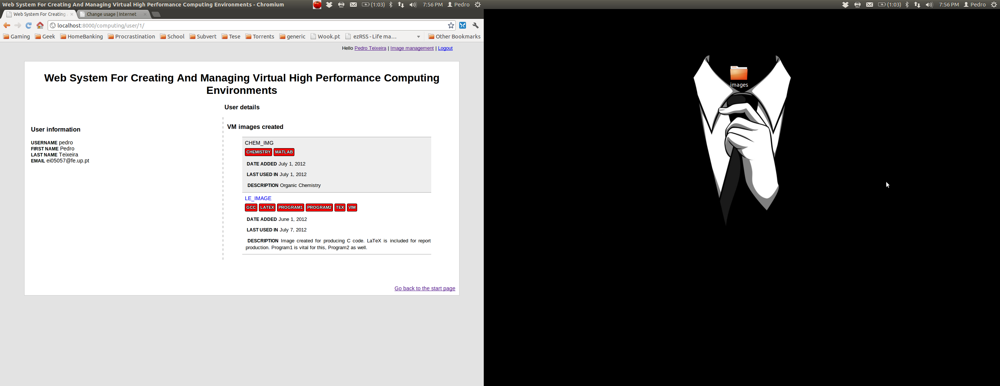 Web System For Creating And Managing Virtual High Performance Computing Environments - Chromium
(1:03) 7:56 PM Pedro
(1:03) 7:56 PM Pedro
Web System For Creating Change usage | Internet
localhost:8000/computing/user/1/
Gaming Geek HomeBanking Procrastination School Subvert Tese Torrents generic Wook.pt ezRSS - Life ma... Other Bookmarks
Hello Pedro Teixeira | Image management | Logout
Web System For Creating And Managing Virtual High Performance Computing
Environments
User details
User information
USERNAME pedro
FIRST NAME Pedro
LAST NAME Teixeira
EMAIL ei05057@fe.up.pt
VM images created
CHEM_IMG
CHEMISTRY MATLAB
DATE ADDED July 1, 2012
LAST USED IN July 1, 2012
DESCRIPTION Organic Chemistry
LE_IMAGE
GCC LATEX PROGRAM1 PROGRAM2 TEX VIM
DATE ADDED June 1, 2012
LAST USED IN July 7, 2012
DESCRIPTION Image created for producing C code. LaTeX is included for report
production. Program1 is vital for this, Program2 as well.
Go back to the start page
images